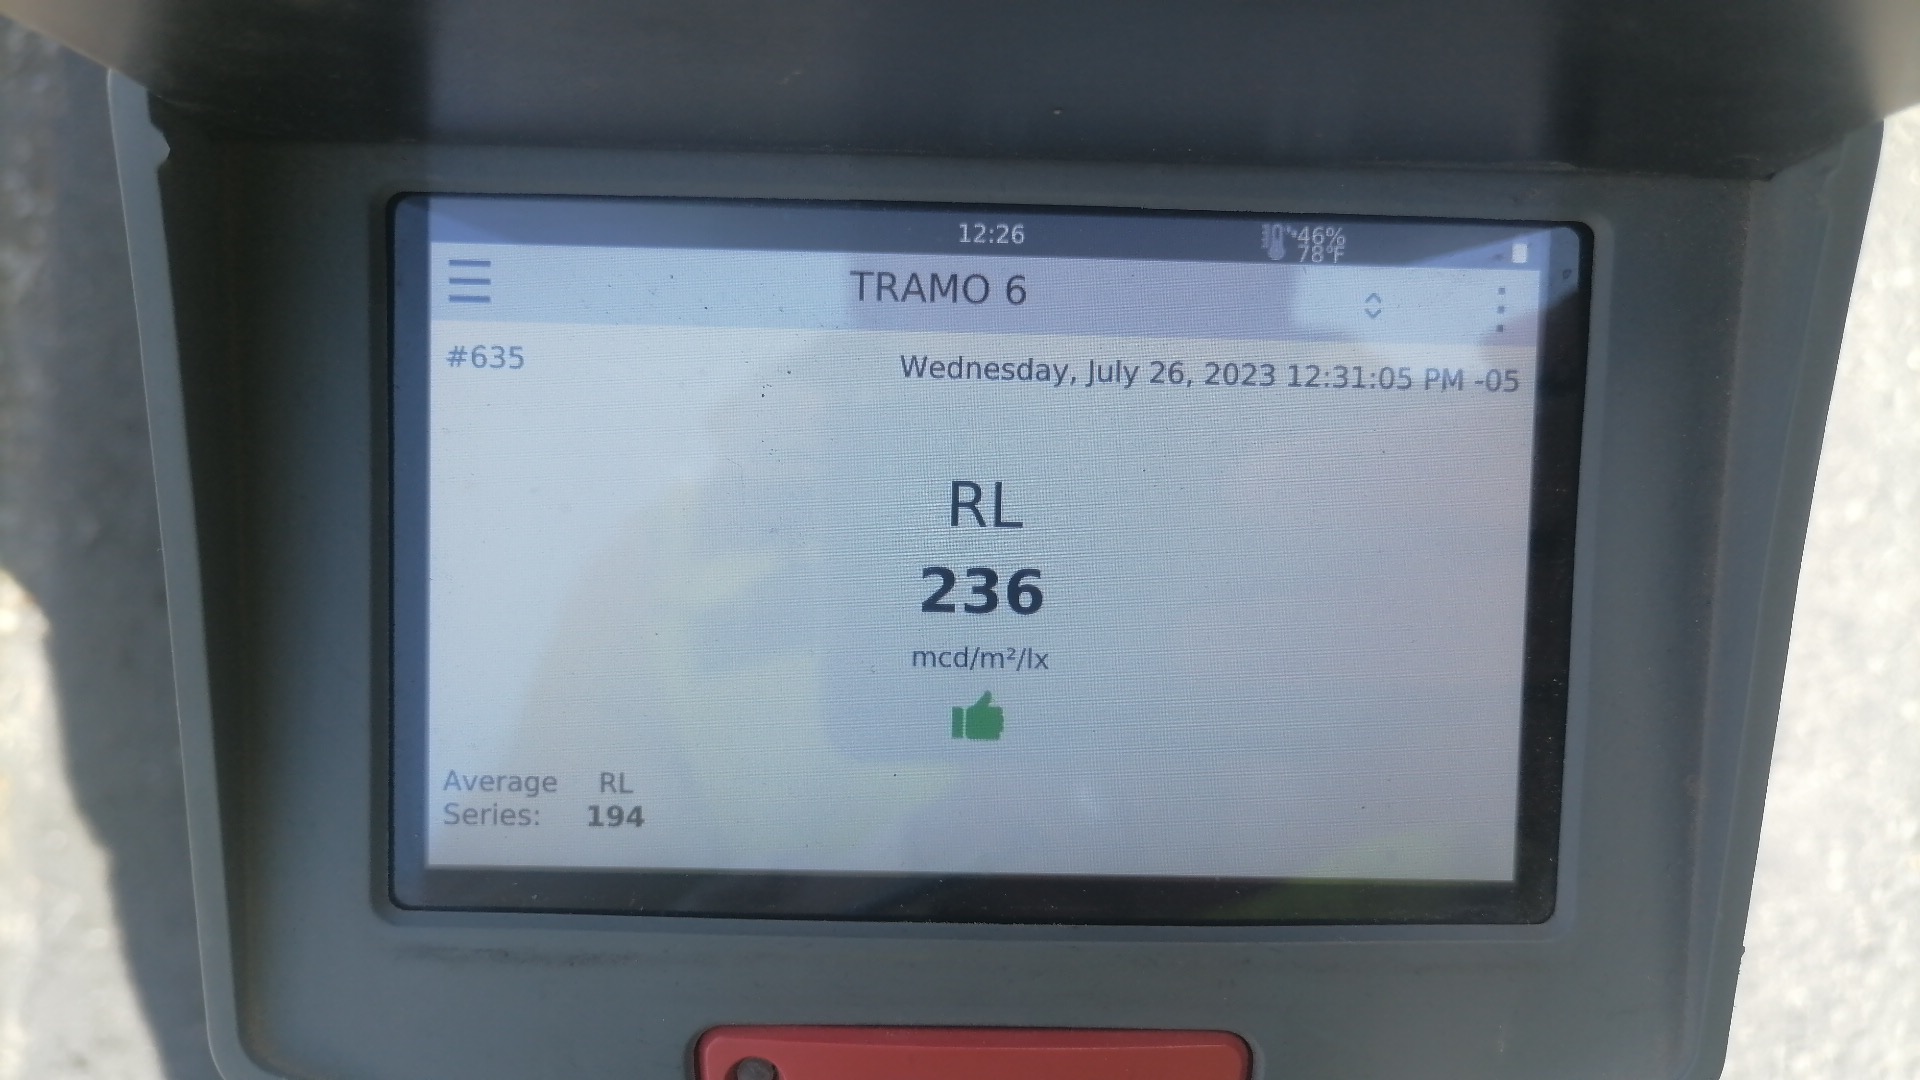 12:26
46%
78°F
TRAMO 6
#635
Wednesday, July 26, 2023 12:31:05 PM -05
RL
236
mcd/m²/lx
Average RL
Series: 194